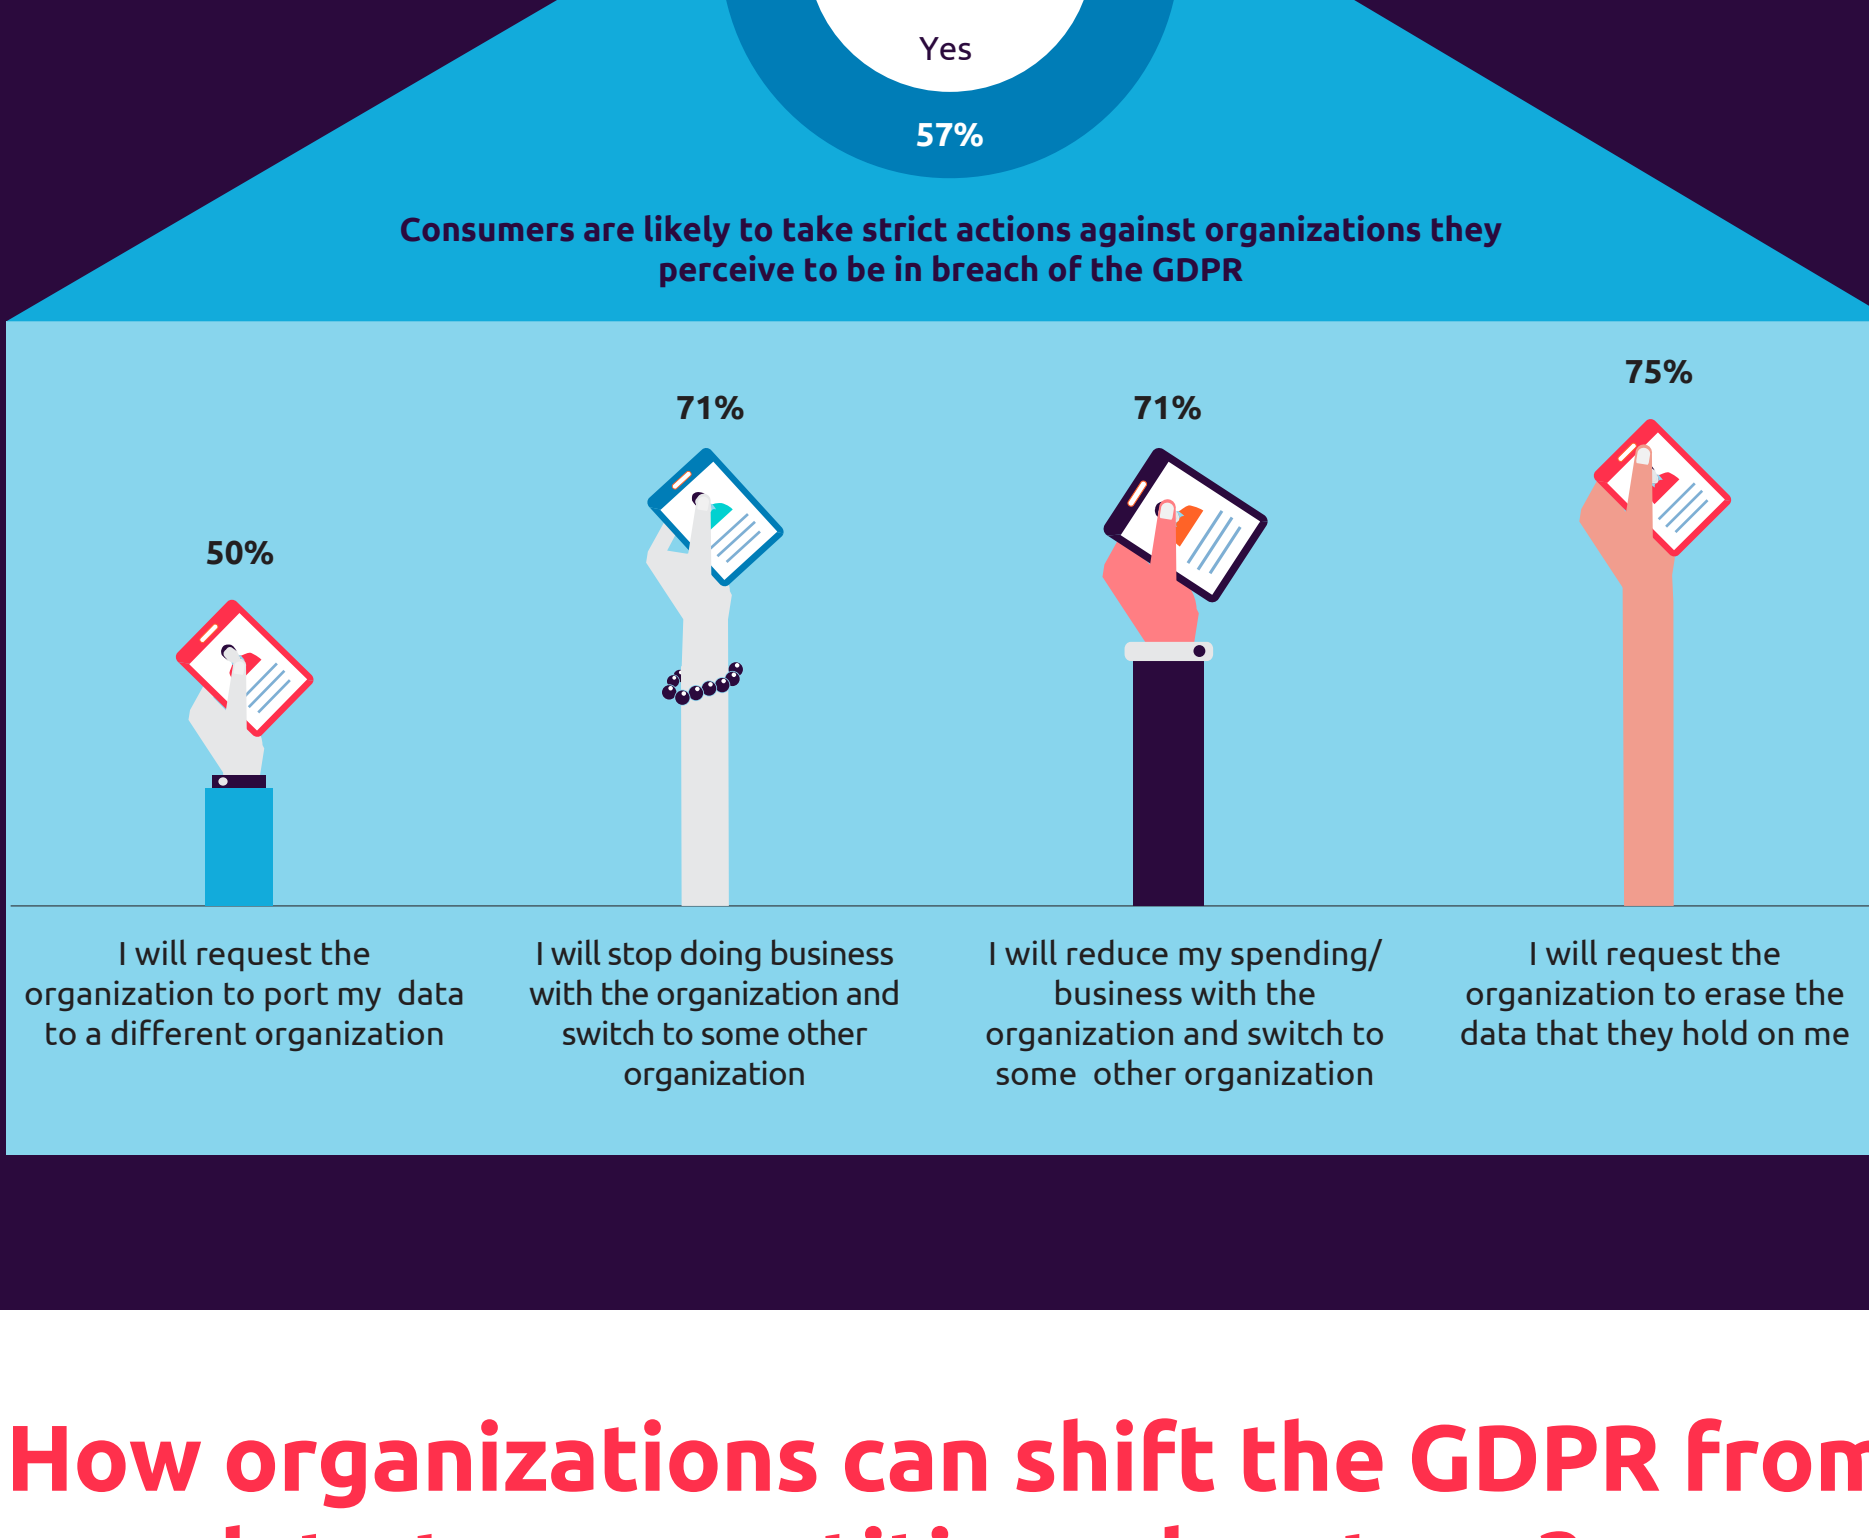 Yes
57%
Consumers are likely to take strict actions against organizations they
perceive to be in breach of the GDPR
50%
71%
71%
75%
I will request the
organization to port my data
to a different organization
I will stop doing business
with the organization and
switch to some other
organization
I will reduce my spending/
business with the
organization and switch to
some other organization
I will request the
organization to erase the
data that they hold on me
How organizations can shift the GDPR from